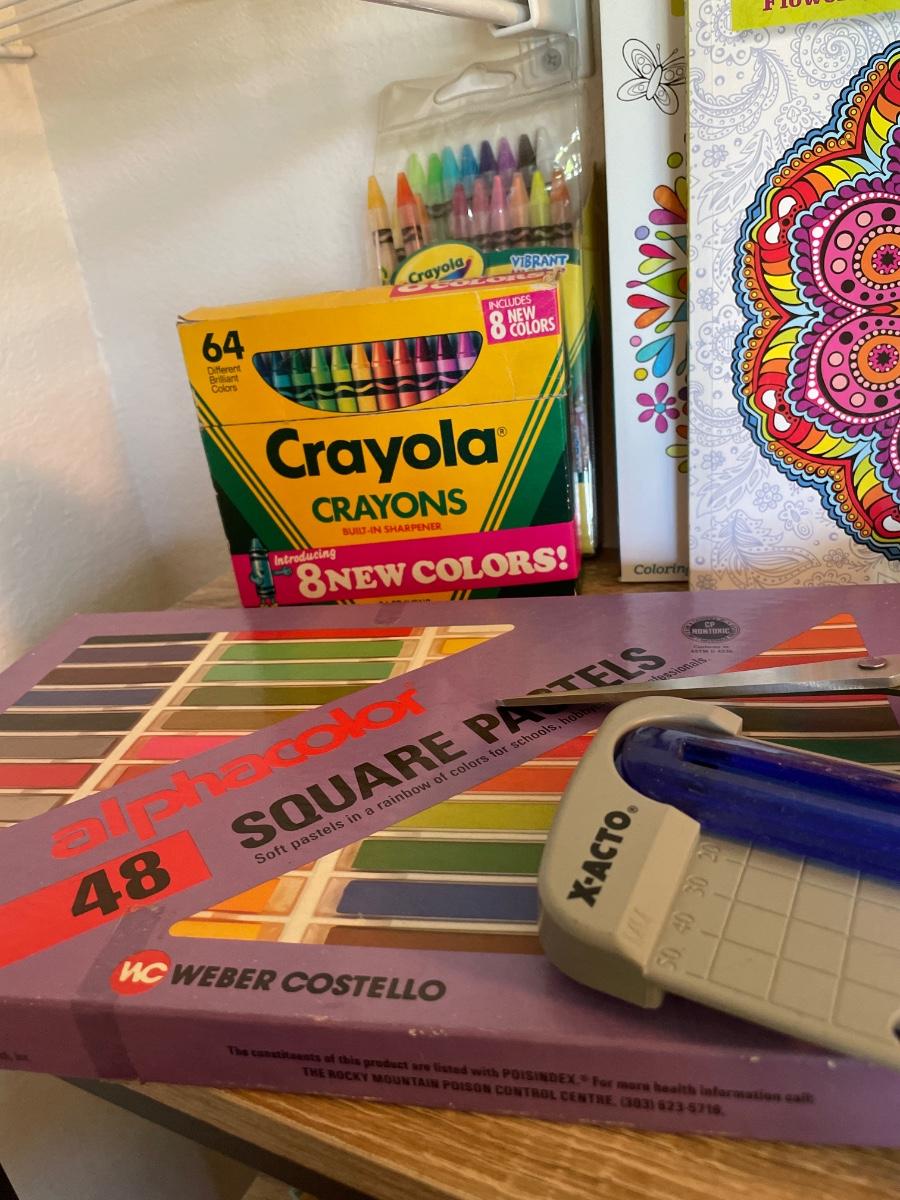 Crayola
VIBRANT
INCLUDES
8 NEW
COLORS
64
Different
Brilliant
Colors
Crayola®
CRAYONS
BUILT-IN SHARPENER
Introducing
8 NEW COLORS!
Coloring
CP
NONTOXIC
alphacolor
SQUARE PASTELS
Soft pastels in a rainbow of colors for schools,
48
X-ACTO®
20
30
40
50
WC WEBER COSTELLO
The constituents of this product are listed with POISINDEX.® For more health information call:
THE ROCKY MOUNTAIN POISON CONTROL CENTRE. (303) 623-5716.